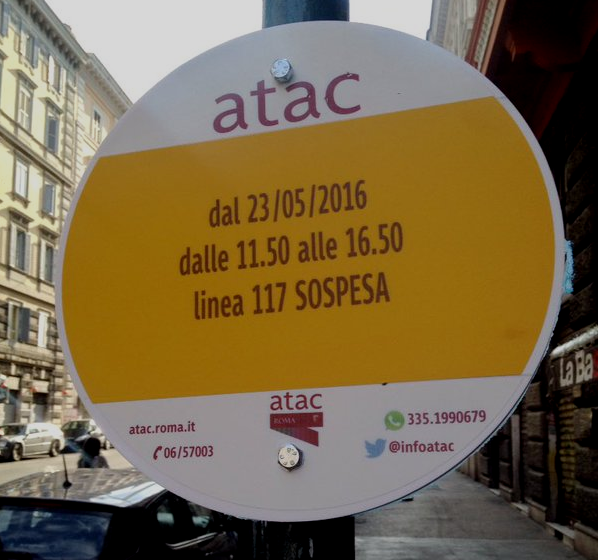 atac
dal 23/05/2016
dalle 11.50 alle 16.50
linea 117 SOSPESA
atac
ROMA
atac.roma.it
06/57003
335.1990679
@infoatac
La Ba